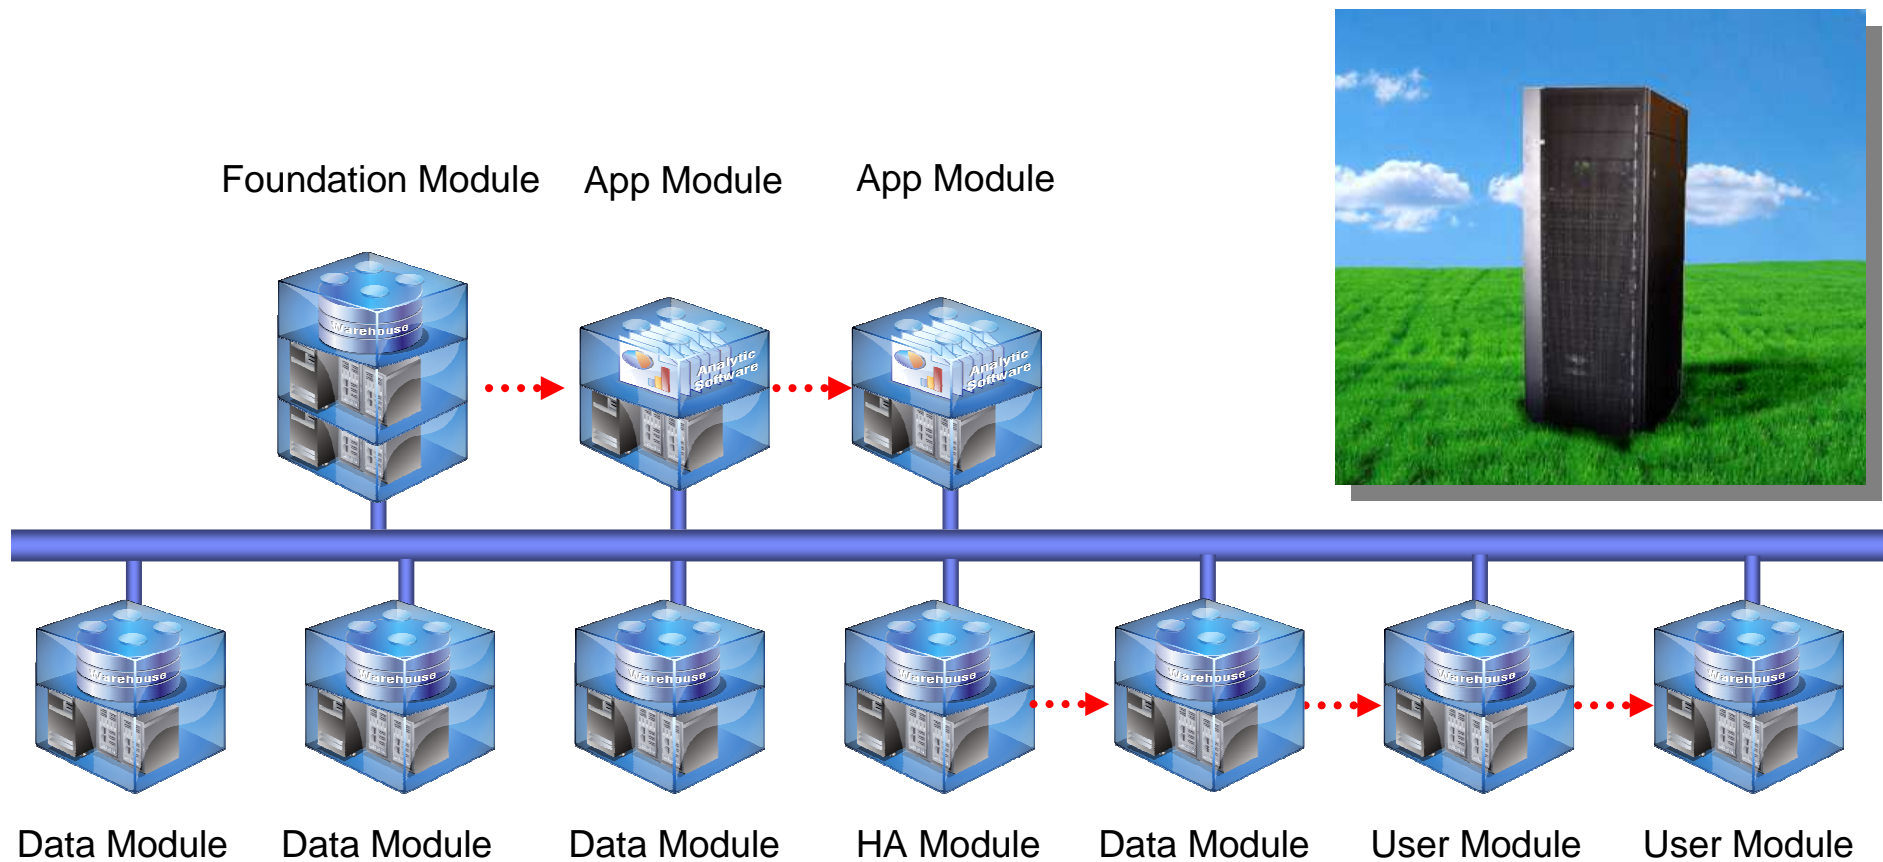 Foundation Module
App Module
App Module
Warehouse
Analytic
Software
Analytic
Software
Warehouse
Warehouse
Warehouse
Warehouse
Warehouse
Warehouse
Warehouse
Data Module
Data Module
Data Module
HA Module
Data Module
User Module
User Module